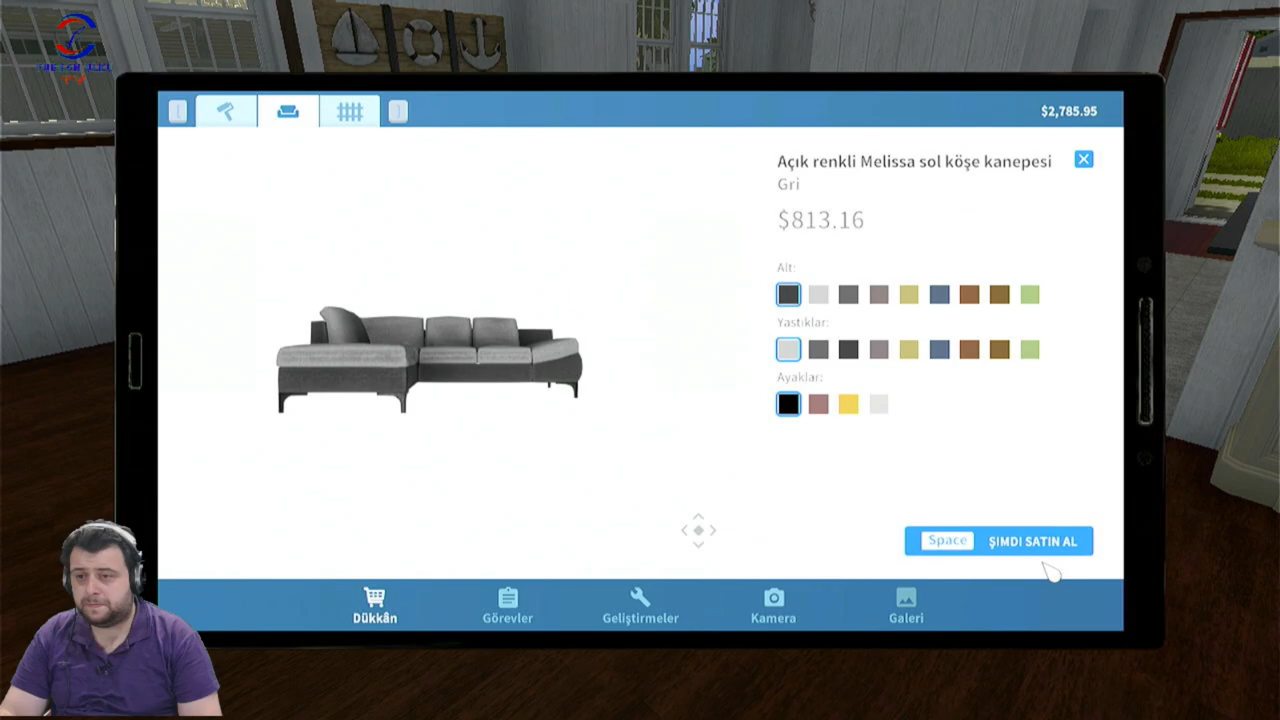 $2,785.95
Açık renkli Melissa sol köşe kanepesi
Gri
$813.16
Alt:
Yastıklar:
Ayaklar:
Space ŞIMDI SATIN AL
Dükkân Görevler Geliştirmeler Kamera Galeri